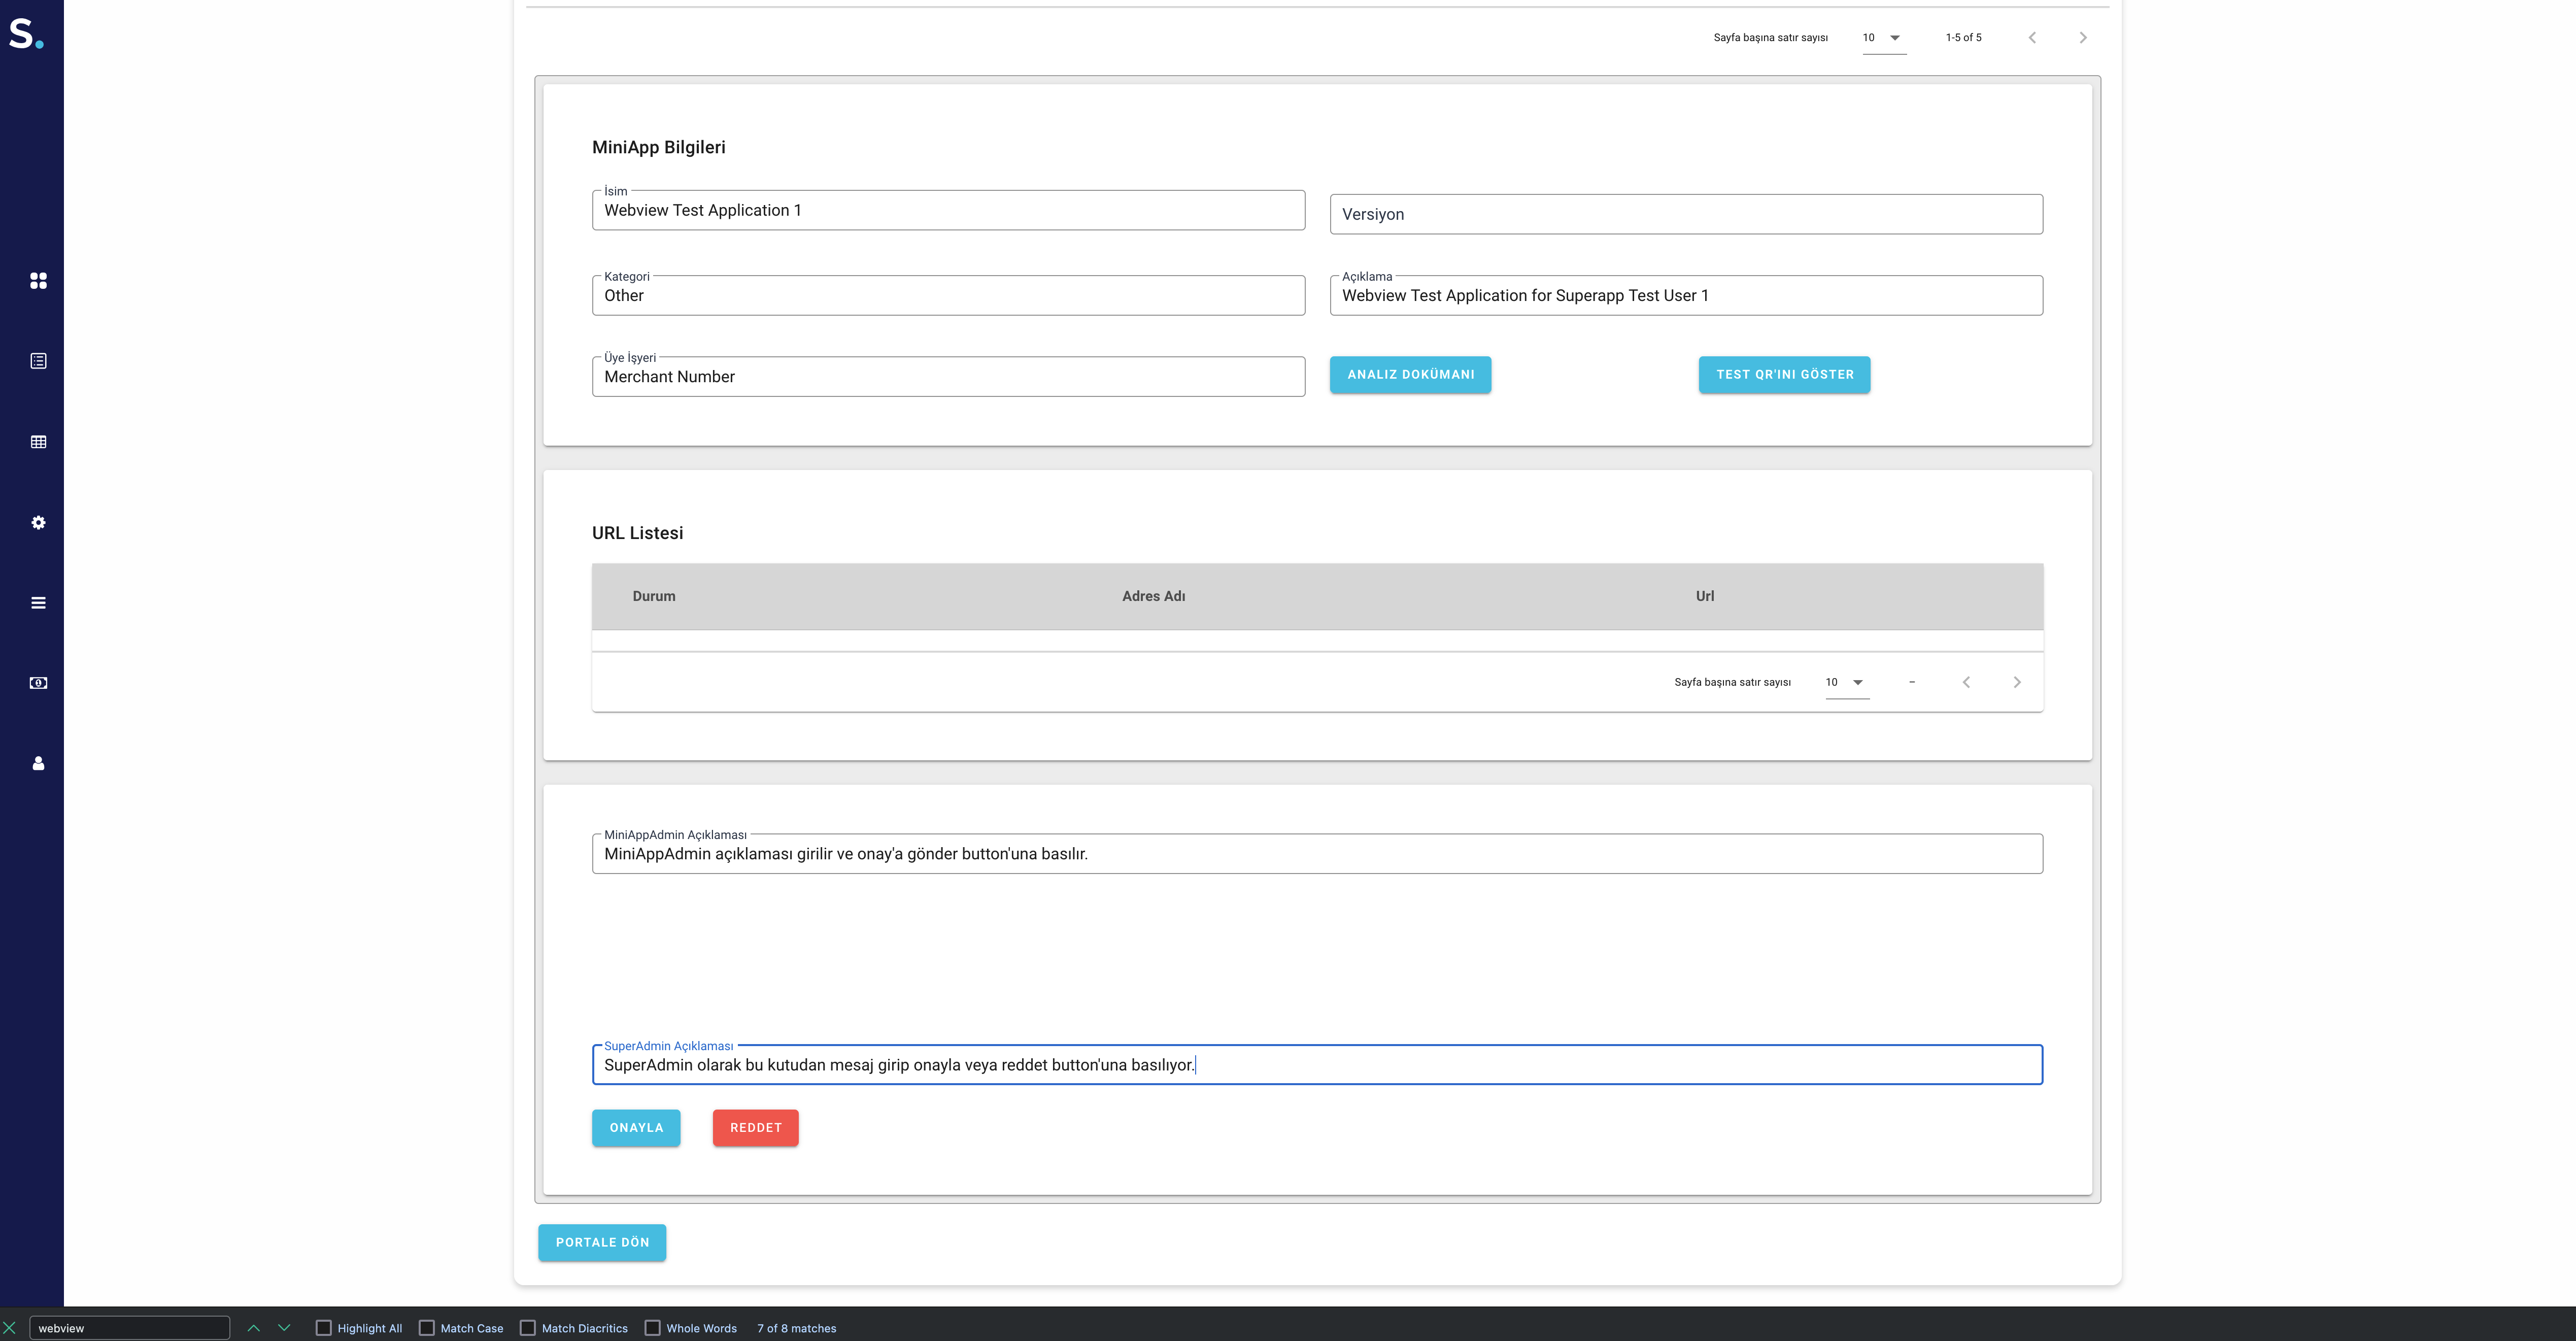 S.
Sayfa başına satır sayısı 10 1-5 of 5
MiniApp Bilgileri
İsim
Webview Test Application 1
Versiyon
Kategori
Other
Açıklama
Webview Test Application for Superapp Test User 1
Üye İşyeri
Merchant Number
ANALIZ DOKÜMANI
TEST QR'INI GÖSTER
URL Listesi
Durum Adres Adı Url
Sayfa başına satır sayısı 10 –
MiniAppAdmin Açıklaması
MiniAppAdmin açıklaması girilir ve onay'a gönder button'una basılır.
SuperAdmin Açıklaması
SuperAdmin olarak bu kutudan mesaj girip onayla veya reddet button'una basılıyor.
ONAYLA REDDET
PORTALE DÖN
webview Highlight All Match Case Match Diacritics Whole Words 7 of 8 matches